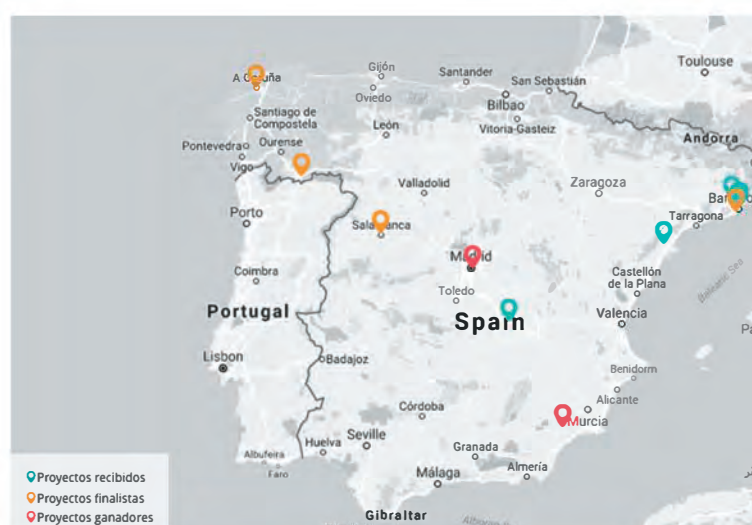 Toulouse
Gijón
A Coruña
Santander
San Sebastián
Oviedo
Bilbao
Santiago de
Compostela
León
Vitoria-Gasteiz
Andorra
Pontevedra
Ourense
Vigo
Valladolid
Zaragoza
Porto
Salamanca
Tarragona
Madrid
Coimbra
Toledo
Castellón
de la Plana
Balearic Sea
Portugal
Spain
Valencia
Lisbon
Badajoz
Benidorm
Córdoba
Alicante
Murcia
Huelva
Seville
Granada
Albufeira
Faro
Málaga
Almería
Gibraltar
Proyectos recibidos
Proyectos finalistas
Proyectos ganadores